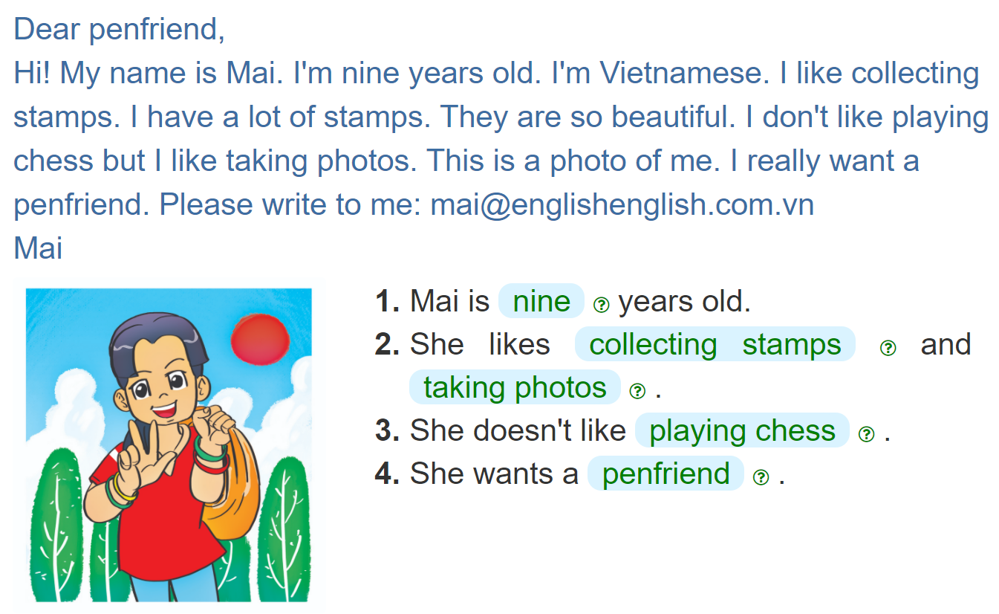 Dear penfriend,
Hi! My name is Mai. I'm nine years old. I'm Vietnamese. I like collecting
stamps. I have a lot of stamps. They are so beautiful. I don't like playing
chess but I like taking photos. This is a photo of me. I really want a
penfriend. Please write to me: mai@englishenglish.com.vn
Mai
1. Mai is nine ? years old.
2. She likes collecting stamps ? and
taking photos ? .
3. She doesn't like playing chess ? .
4. She wants a penfriend ? .